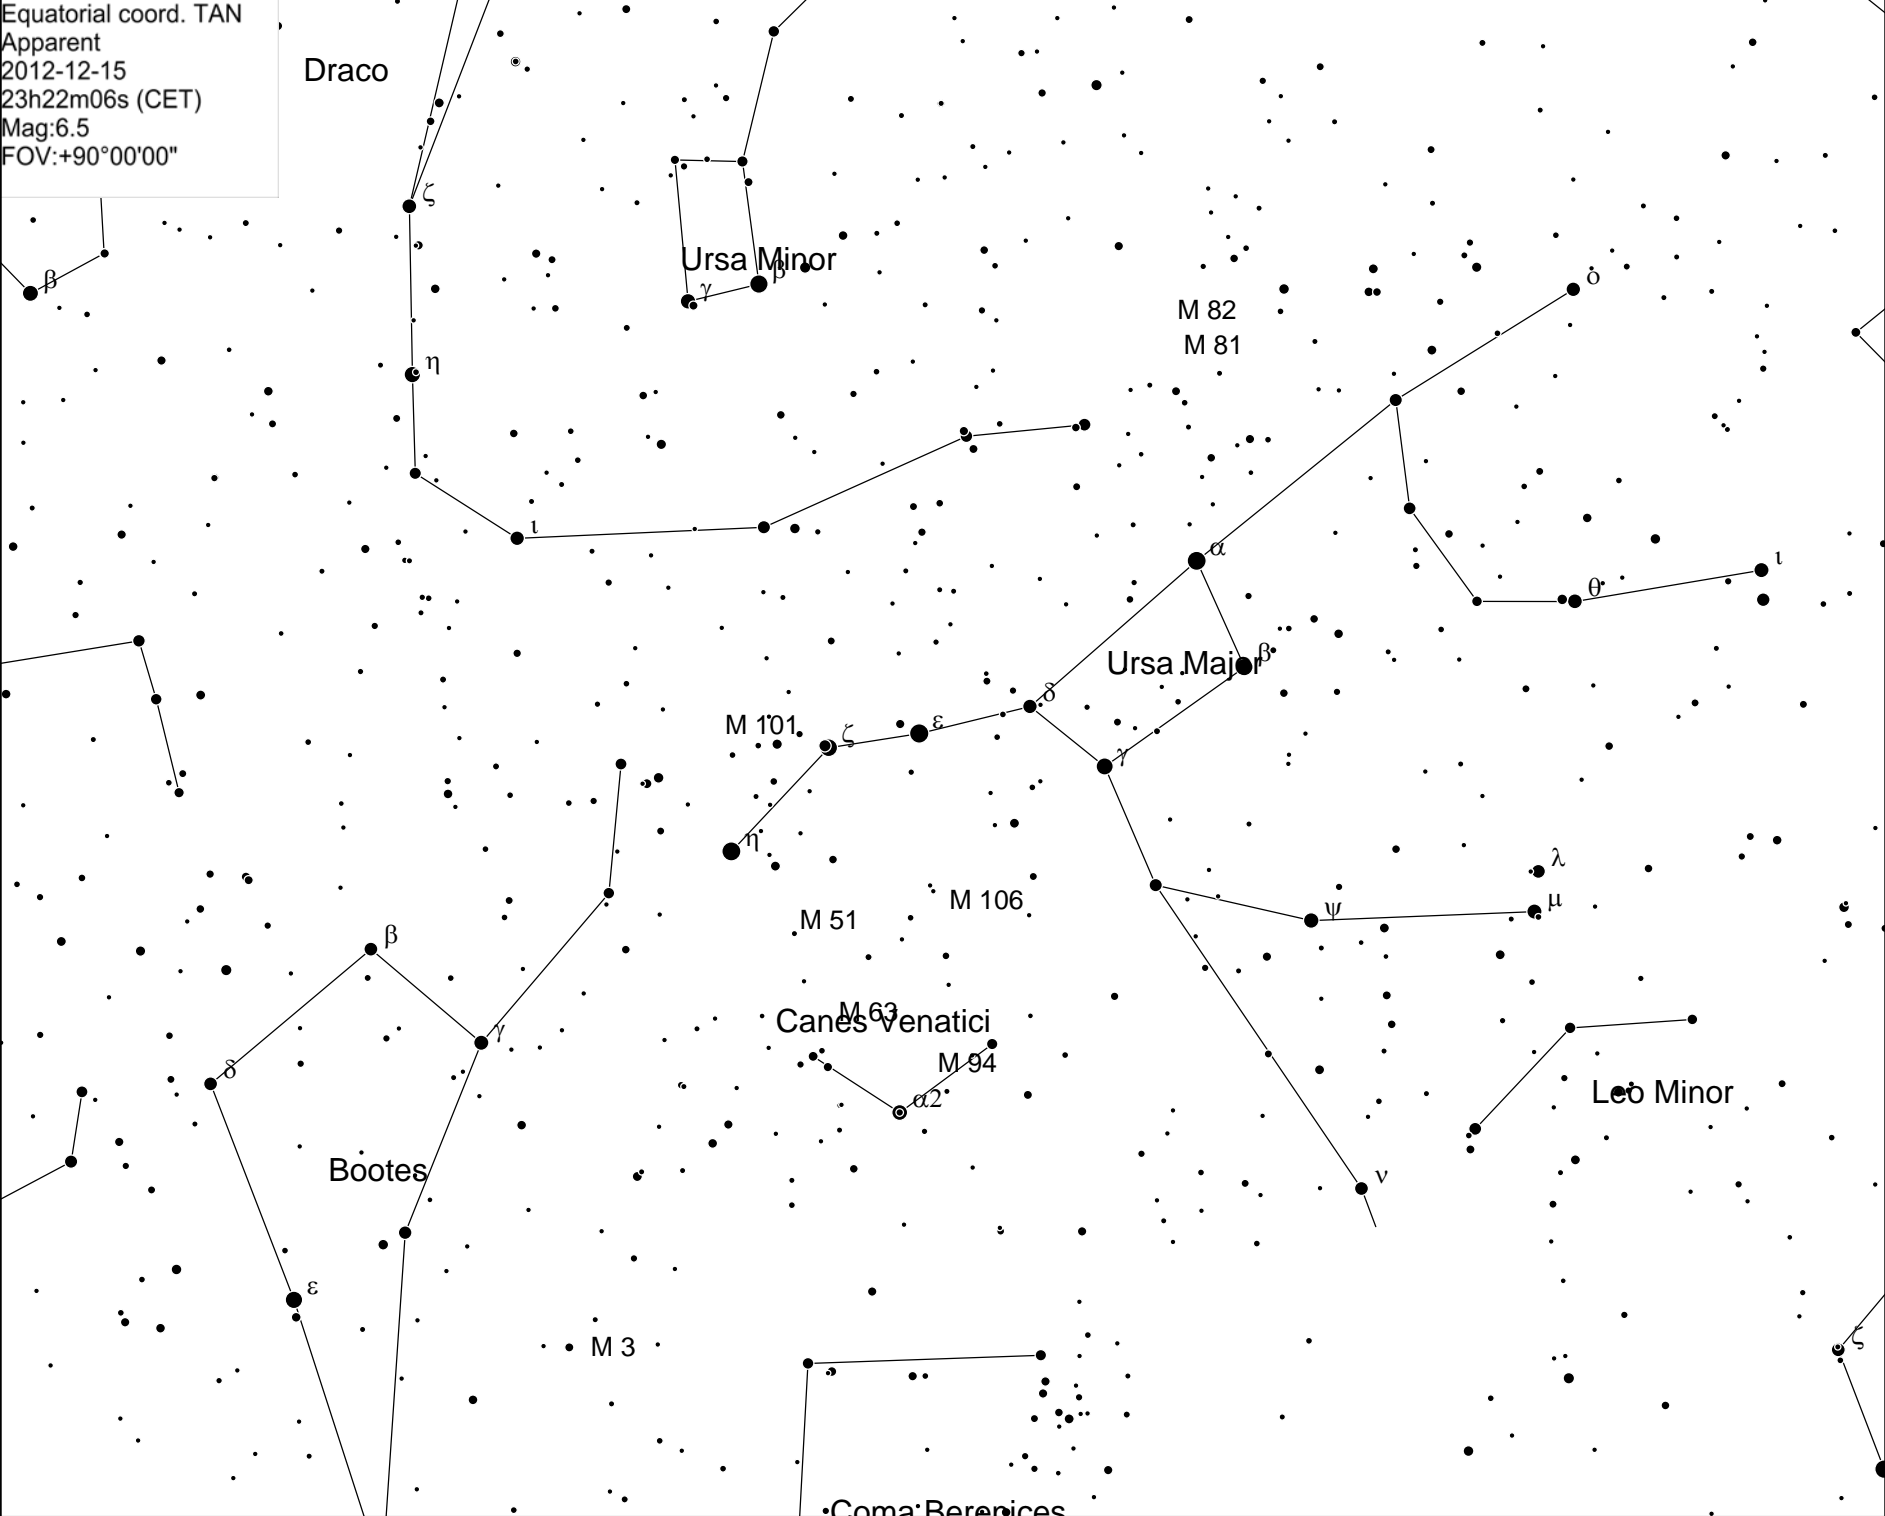 Equatorial coord. TAN
Apparent
2012-12-15
23h22m06s (CET)
Mag:6.5
FOV:+90°00'00"
Draco
ζ
β
Ursa Minor
β
γ
ο
M 82
M 81
η
ι
α
ι
θ
Ursa Major
β
δ
M 101
ζ
ε
γ
η
λ
M 106
μ
M 51
ψ
β
M 63
Canes Venatici
γ
M 94
δ
α2
Leo Minor
Bootes
ν
ε
M 3
ζ
Coma Berenices